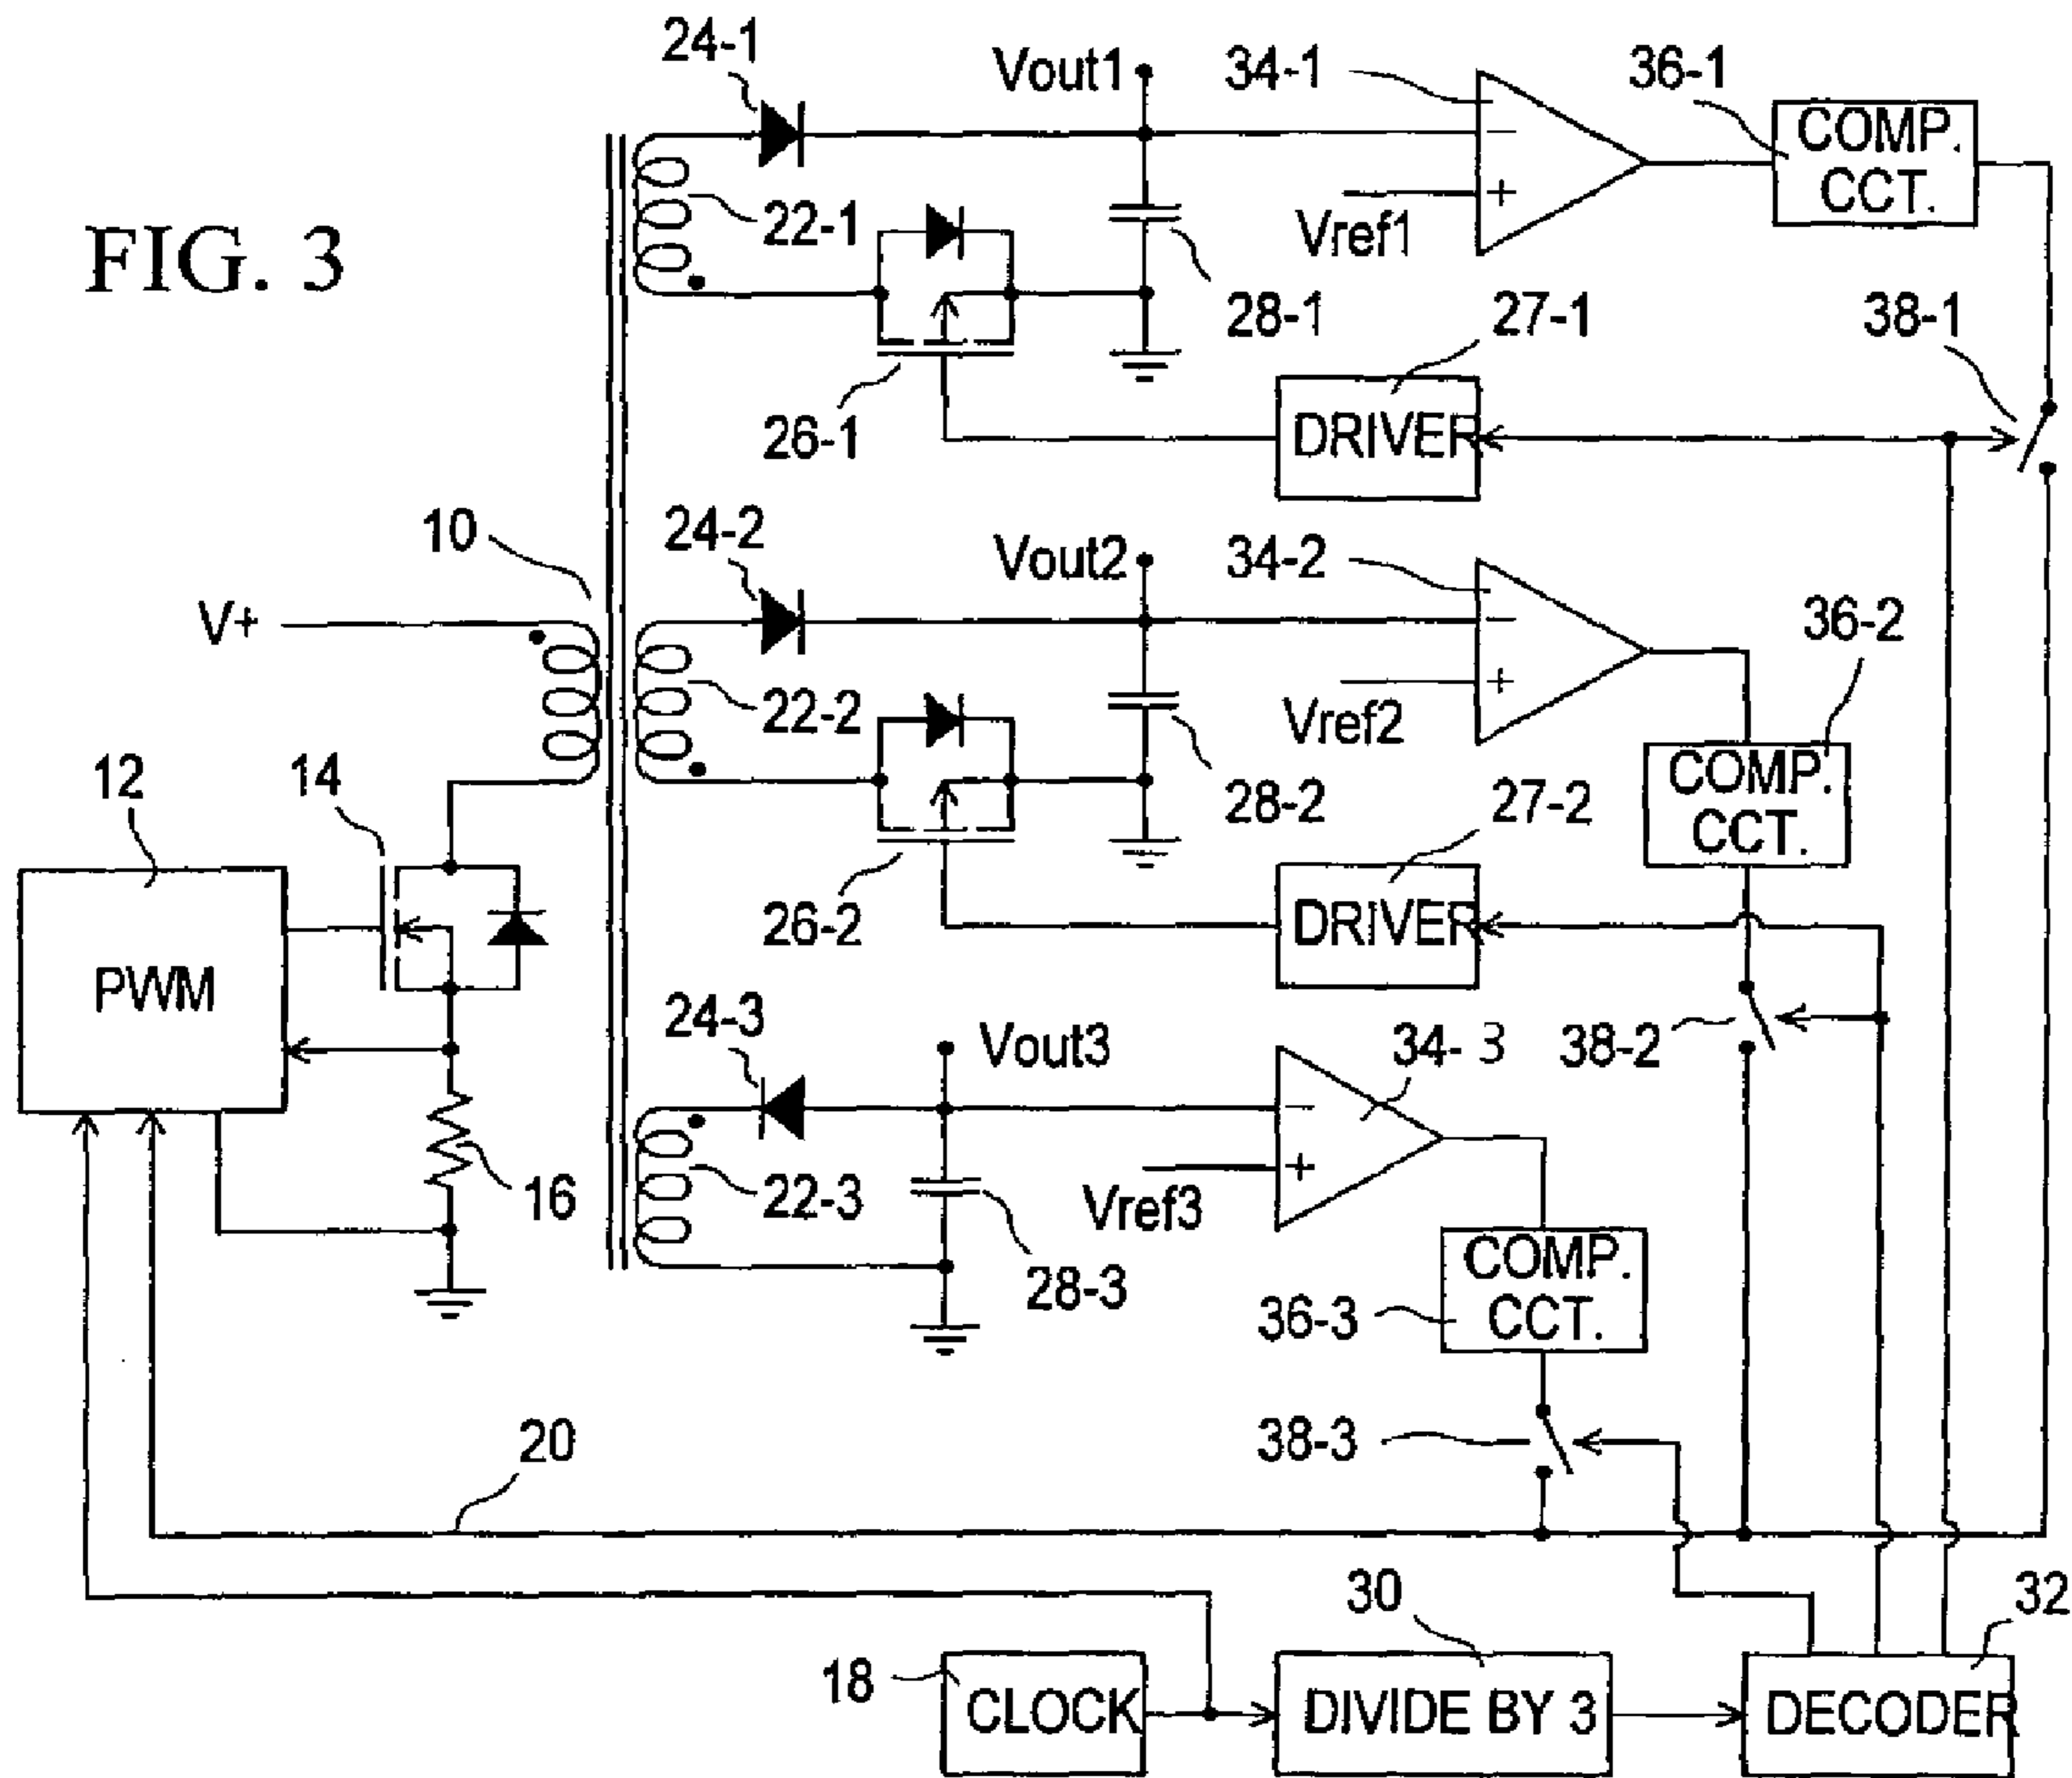 FIG. 3
24-1
Vout1
34-1
36-1
COMP.
CCT.
−
+
22-1
Vref1
28-1
27-1
38-1
26-1
DRIVER
10
24-2
Vout2
34-2
V+
−
+
36-2
22-2
Vref2
COMP.
CCT.
12
14
28-2
27-2
26-2
DRIVER
PWM
24-3
Vout3
34-3
38-2
−
+
16
22-3
Vref3
28-3
COMP.
CCT.
36-3
38-3
20
30
32
18
CLOCK
DIVIDE BY 3
DECODER